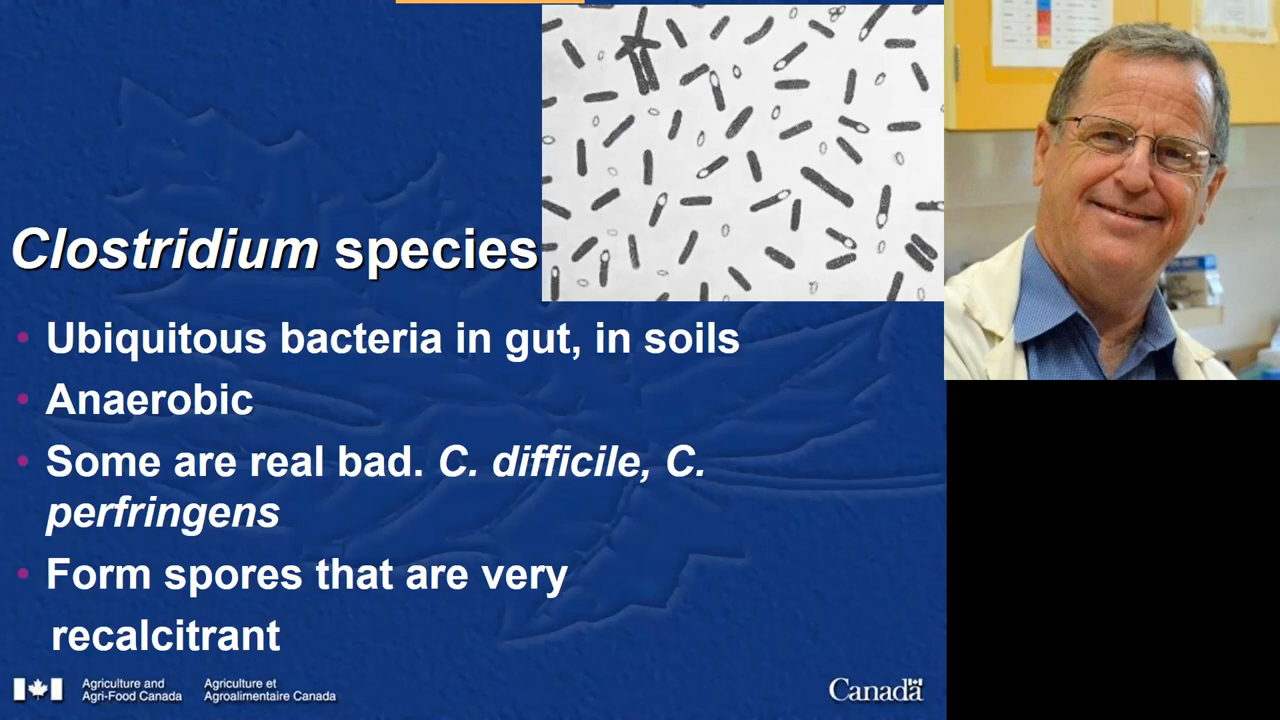 Clostridium species
• Ubiquitous bacteria in gut, in soils
• Anaerobic
• Some are real bad. C. difficile, C.
perfringens
• Form spores that are very
recalcitrant
Agriculture and
Agri-Food Canada
Agriculture et
Agroalimentaire Canada
Canada